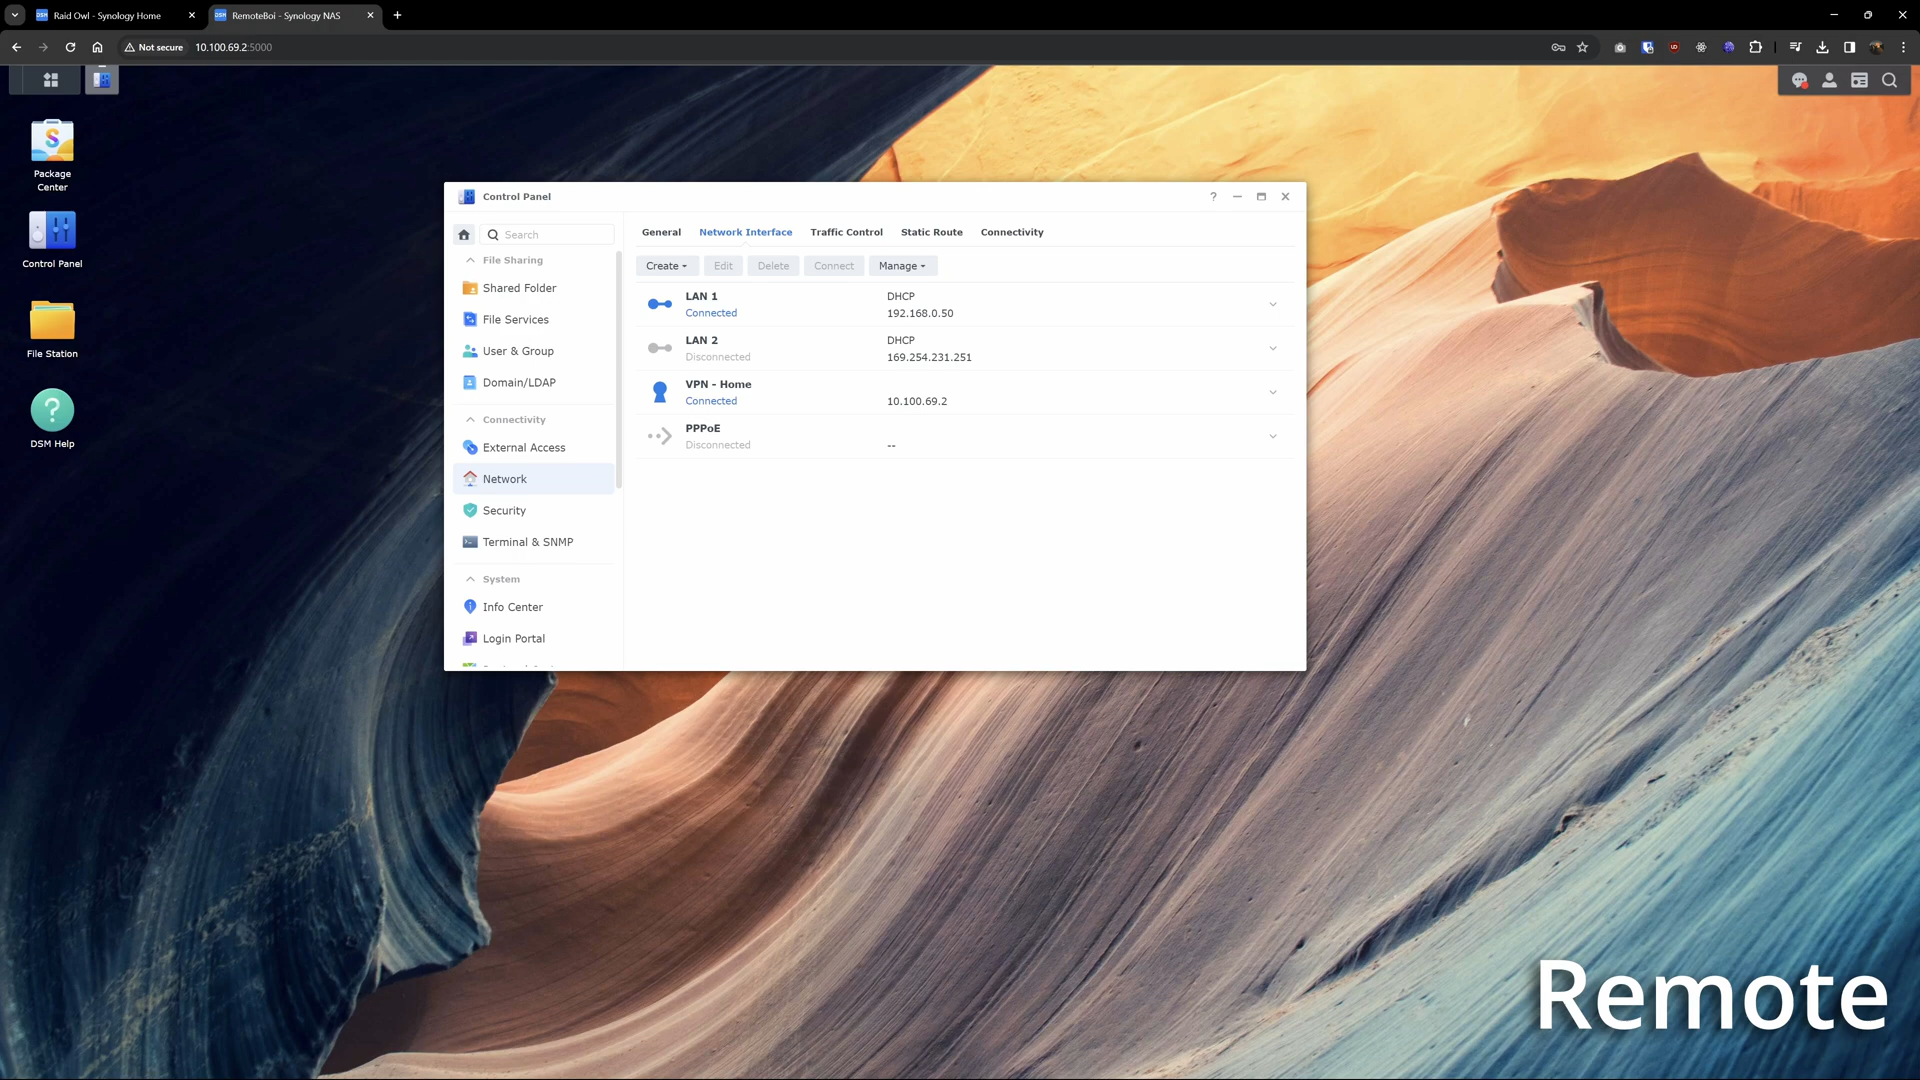 Raid Owl - Synology Home
RemoteBoi - Synology NAS
Not secure
10.100.69.2:5000
Package
Center
Control Panel
File Station
DSM Help
Control Panel
Search
File Sharing
Shared Folder
File Services
User & Group
Domain/LDAP
Connectivity
External Access
Network
Security
Terminal & SNMP
System
Info Center
Login Portal
General Network Interface Traffic Control Static Route Connectivity
Create Edit Delete Connect Manage
LAN 1 DHCP
Connected 192.168.0.50
LAN 2 DHCP
Disconnected 169.254.231.251
VPN - Home
Connected 10.100.69.2
PPPoE
Disconnected --
Remote